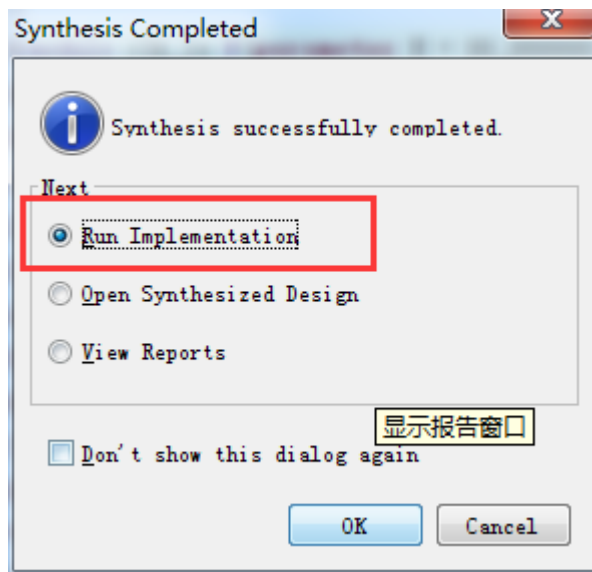 Synthesis Completed
Synthesis successfully completed.
Next
Run Implementation
Open Synthesized Design
View Reports
显示报告窗口
Don't show this dialog again
OK
Cancel